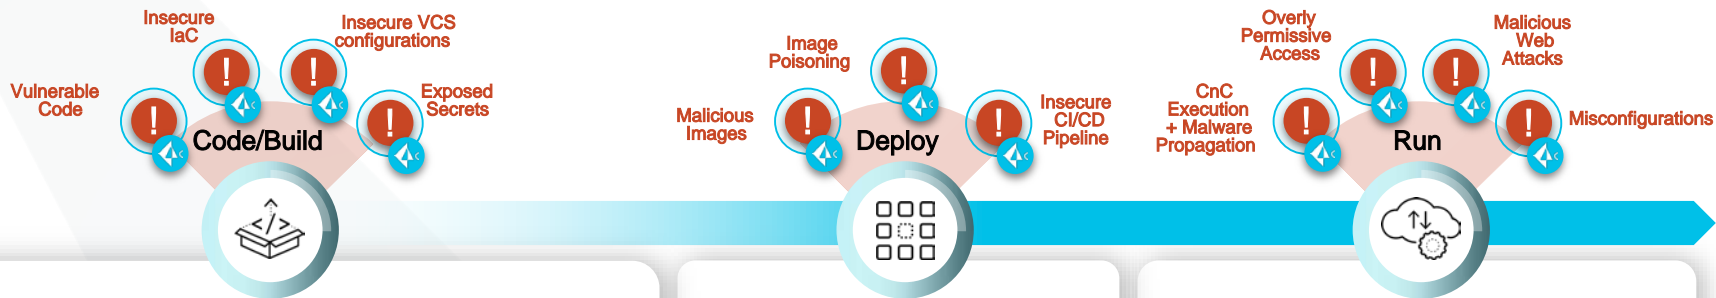 Vulnerable
Code
Insecure
IaC
Insecure VCS
configurations
Exposed
Secrets
Code/Build
Malicious
Images
Image
Poisoning
Insecure
CI/CD
Pipeline
Deploy
CnC
Execution
+ Malware
Propagation
Overly
Permissive
Access
Malicious
Web
Attacks
Misconfigurations
Run